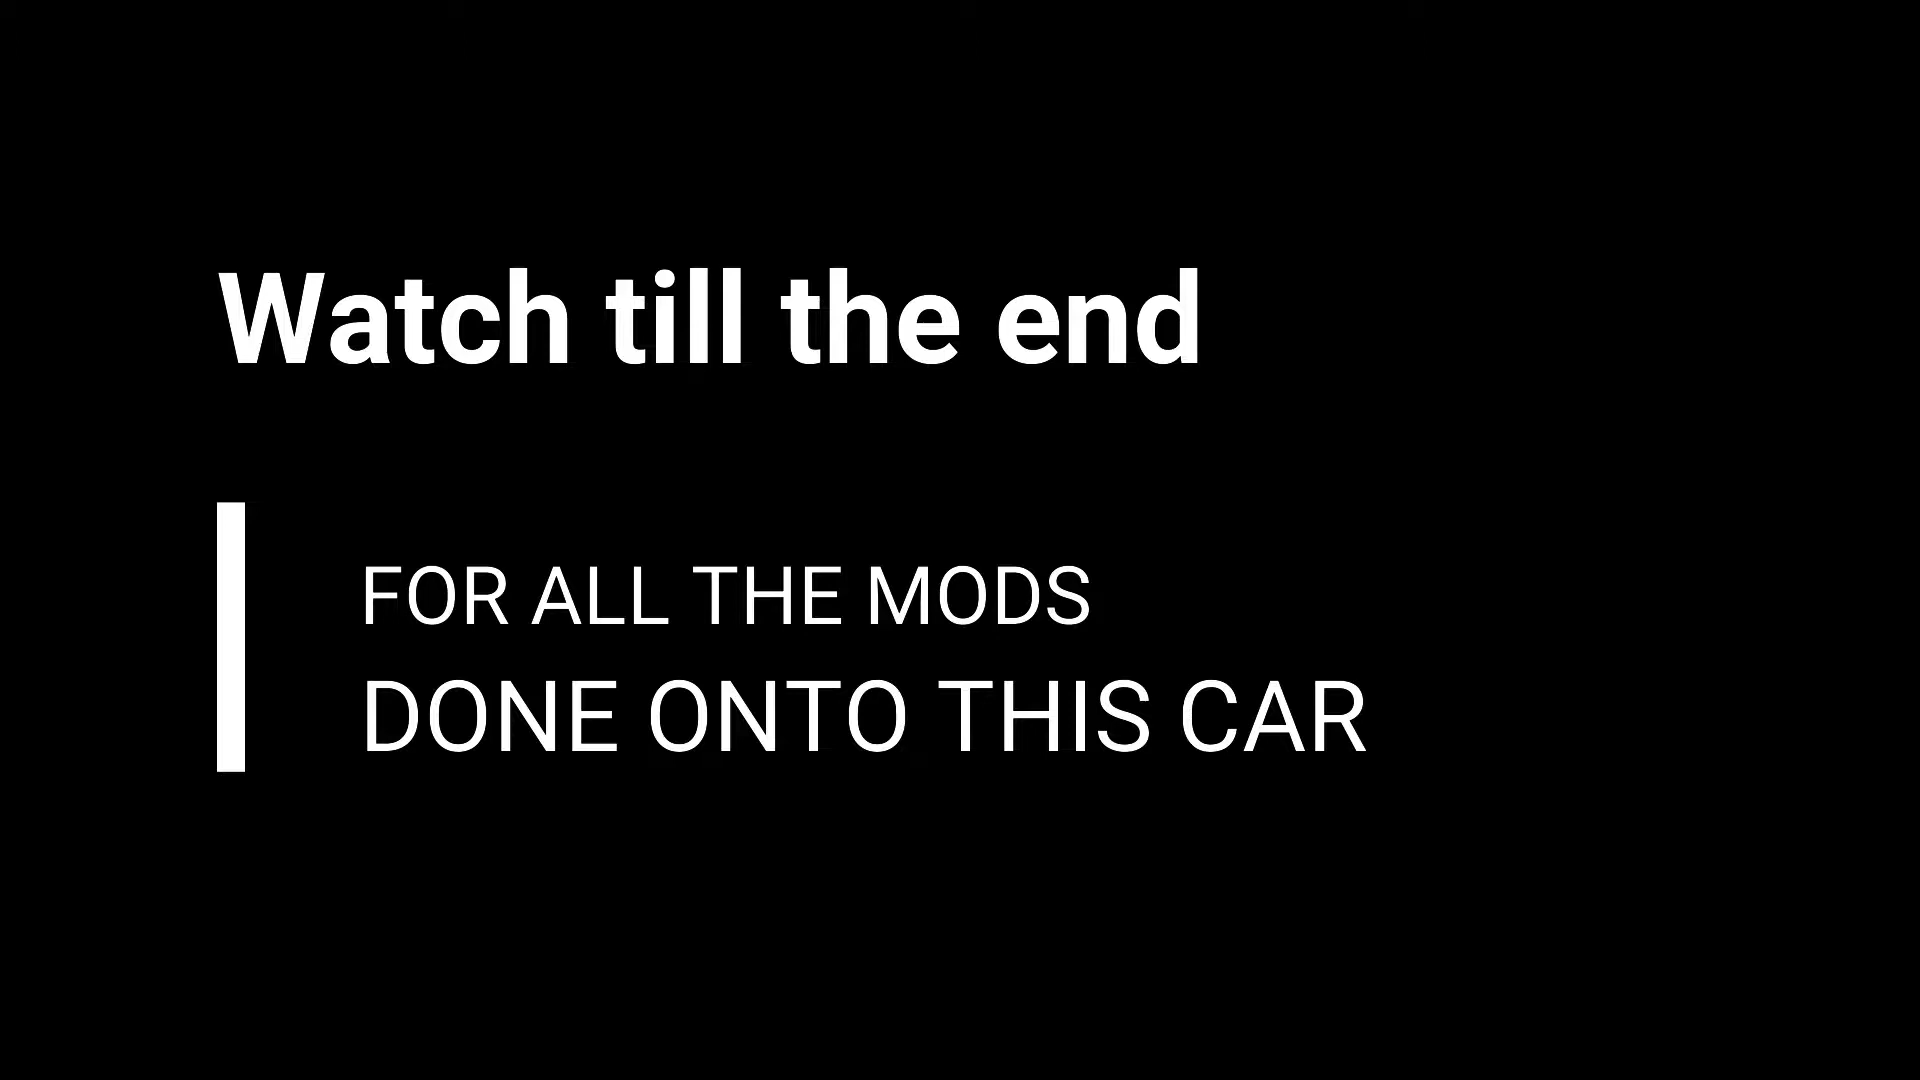 Watch till the end
FOR ALL THE MODS
DONE ONTO THIS CAR